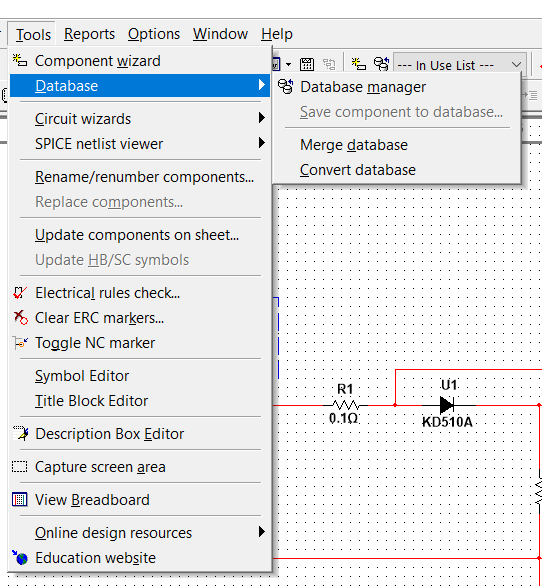 Tools Reports Options Window Help
--- In Use List ---
Component wizard
Database
Database manager
Save component to database...
Merge database
Convert database
Circuit wizards
SPICE netlist viewer
Rename/renumber components...
Replace components...
Update components on sheet...
Update HB/SC symbols
Electrical rules check...
Clear ERC markers...
Toggle NC marker
Symbol Editor
Title Block Editor
Description Box Editor
Capture screen area
View Breadboard
Online design resources
Education website
R1
0.1Ω
U1
KD510A